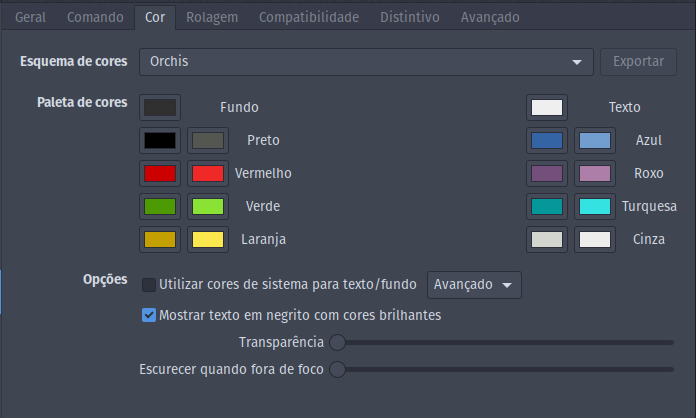 Geral Comando Cor Rolagem Compatibilidade Distintivo Avançado
Esquema de cores Orchis Exportar
Paleta de cores Fundo Texto
Preto Azul
Vermelho Roxo
Verde Turquesa
Laranja Cinza
Opções Utilizar cores de sistema para texto/fundo Avançado
Mostrar texto em negrito com cores brilhantes
Transparência
Escurecer quando fora de foco